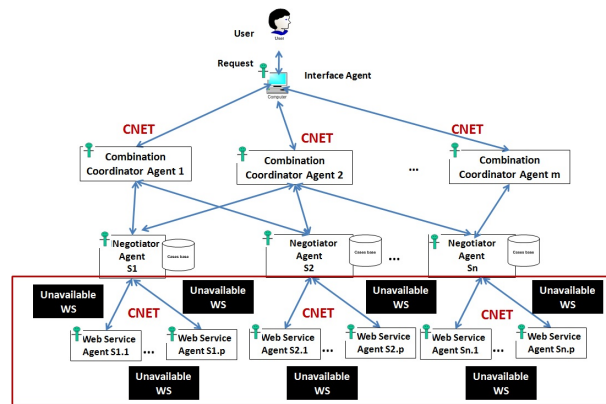 User
User
Request
Interface Agent
Computer
CNET
CNET
CNET
Combination
Coordinator Agent 1
Combination
Coordinator Agent 2
...
Combination
Coordinator Agent m
Negotiator
Agent
S1
Cases base
Negotiator
Agent
S2
Cases base
...
Negotiator
Agent
Sn
Cases base
Unavailable
WS
Unavailable
WS
Unavailable
WS
Unavailable
WS
CNET
CNET
CNET
Web Service
Agent S1.1
...
Web Service
Agent S1.p
Web Service
Agent S2.1
...
Web Service
Agent S2.p
Web Service
Agent Sn.1
...
Web Service
Agent Sn.p
Unavailable
WS
Unavailable
WS
Unavailable
WS